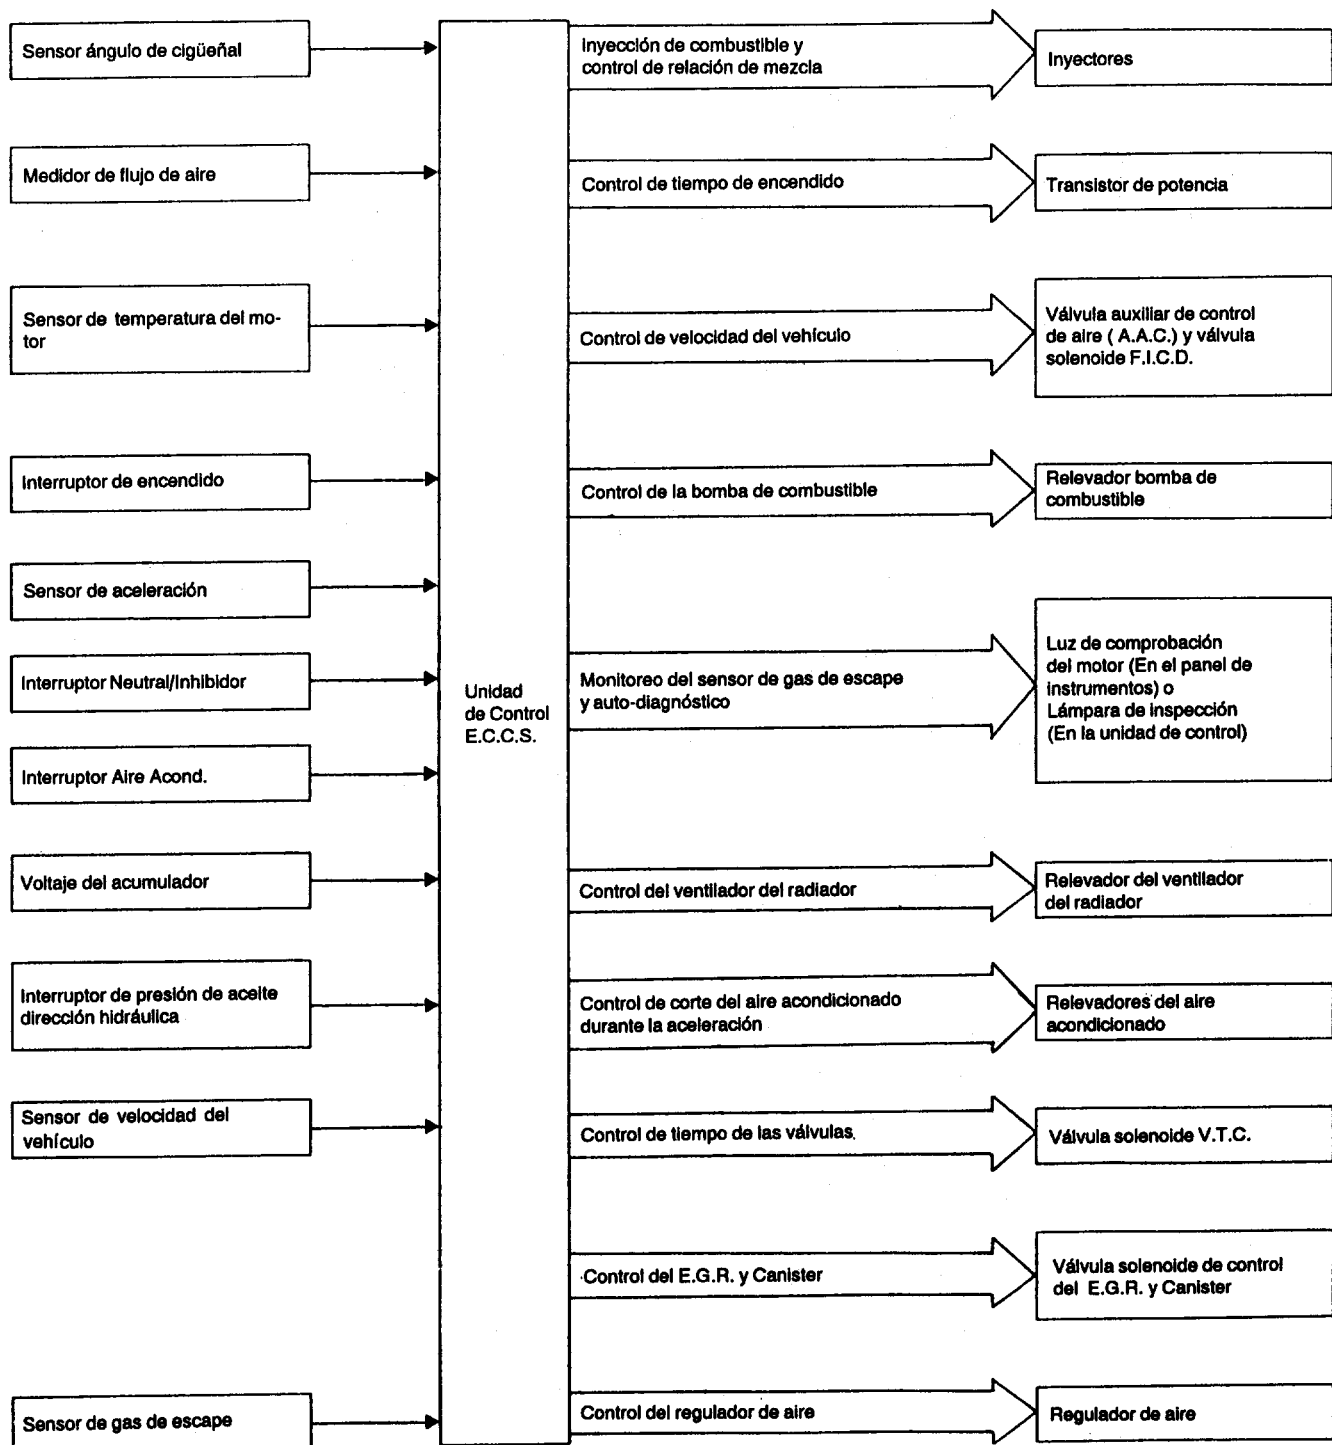 Sensor ángulo de cigüeñal
Medidor de flujo de aire
Sensor de temperatura del mo-
tor
Interruptor de encendido
Sensor de aceleración
Interruptor Neutral/Inhibidor
Interruptor Aire Acond.
Voltaje del acumulador
Interruptor de presión de aceite
dirección hidráulica
Sensor de velocidad del
vehículo
Sensor de gas de escape
Unidad
de Control
E.C.C.S.
Inyección de combustible y
control de relación de mezcla
Control de tiempo de encendido
Control de velocidad del vehículo
Control de la bomba de combustible
Monitoreo del sensor de gas de escape
y auto-diagnóstico
Control del ventilador del radiador
Control de corte del aire acondicionado
durante la aceleración
Control de tiempo de las válvulas.
Control del E.G.R. y Canister
Control del regulador de aire
Inyectores
Transistor de potencia
Válvula auxiliar de control
de aire ( A.A.C.) y válvula
solenoide F.I.C.D.
Relevador bomba de
combustible
Luz de comprobación
del motor (En el panel de
instrumentos) o
Lámpara de inspección
(En la unidad de control)
Relevador del ventilador
del radiador
Relevadores del aire
acondicionado
Válvula solenoide V.T.C.
Válvula solenoide de control
del E.G.R. y Canister
Regulador de aire